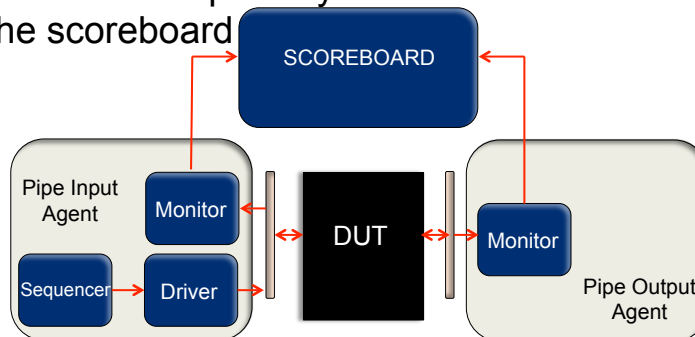 the scoreboard
SCOREBOARD
Pipe Input
Agent
Monitor
Sequencer
Driver
DUT
Monitor
Pipe Output
Agent